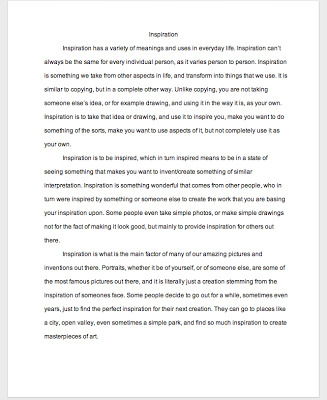 Inspiration
Inspiration has a variety of meanings and uses in everyday life. Inspiration can't
always be the same for every individual person, as it varies person to person. Inspiration
is something we take from other aspects in life, and transform into things that we use. It is
similar to copying, but in a complete other way. Unlike copying, you are not taking
someone else's idea, or for example drawing, and using it in the way it is, as your own.
Inspiration is to take that idea or drawing, and use it to inspire you, make you want to do
something of the sorts, make you want to use aspects of it, but not completely use it as
your own.
Inspiration is to be inspired, which in turn inspired means to be in a state of
seeing something that makes you want to invent/create something of similar
interpretation. Inspiration is something wonderful that comes from other people, who in
turn were inspired by something or someone else to create the work that you are basing
your inspiration upon. Some people even take simple photos, or make simple drawings
not for the fact of making it look good, but mainly to provide inspiration for others out
there.
Inspiration is what is the main factor of many of our amazing pictures and
inventions out there. Portraits, whether it be of yourself, or of someone else, are some of
the most famous pictures out there, and it is literally just a creation stemming from the
inspiration of someones face. Some people decide to go out for a while, sometimes even
years, just to find the perfect inspiration for their next creation. They can go to places like
a city, open valley, even sometimes a simple park, and find so much inspiration to create
masterpieces of art.